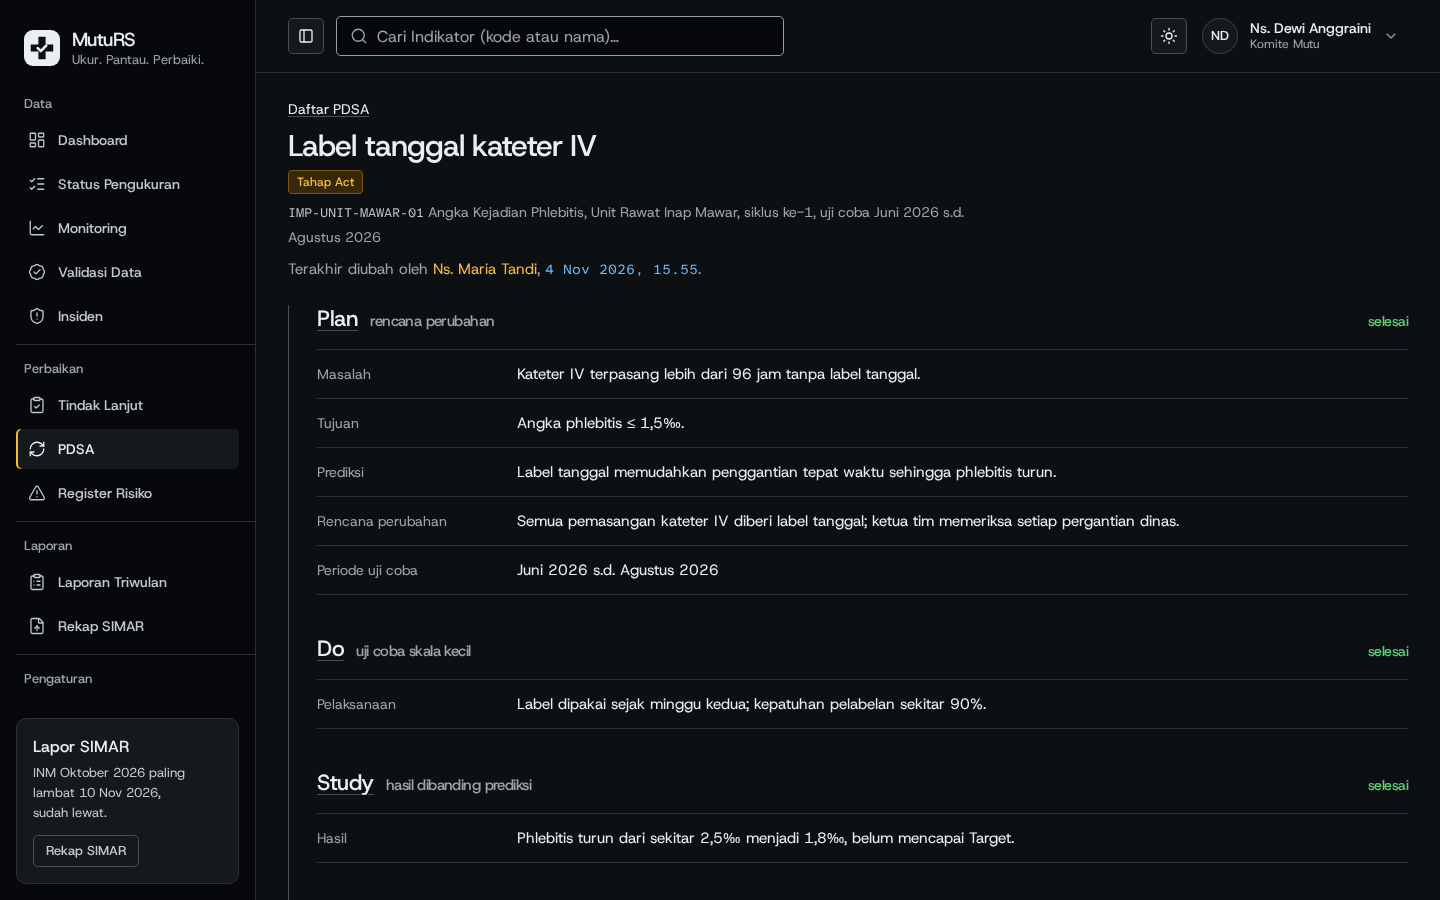 MutuRS
Ukur. Pantau. Perbaiki.
Data
Dashboard
Status Pengukuran
Monitoring
Validasi Data
Insiden
Perbaikan
Tindak Lanjut
PDSA
Register Risiko
Laporan
Laporan Triwulan
Rekap SIMAR
Pengaturan
Lapor SIMAR
INM Oktober 2026 paling
lambat 10 Nov 2026,
sudah lewat.
Rekap SIMAR
Cari Indikator (kode atau nama)...
ND
Ns. Dewi Anggraini
Komite Mutu
Daftar PDSA
Label tanggal kateter IV
Tahap Act
IMP-UNIT-MAWAR-01 Angka Kejadian Phlebitis, Unit Rawat Inap Mawar, siklus ke-1, uji coba Juni 2026 s.d.
Agustus 2026
Terakhir diubah oleh Ns. Maria Tandi, 4 Nov 2026, 15.55.
Plan rencana perubahan selesai
Masalah Kateter IV terpasang lebih dari 96 jam tanpa label tanggal.
Tujuan Angka phlebitis ≤ 1,5‰.
Prediksi Label tanggal memudahkan penggantian tepat waktu sehingga phlebitis turun.
Rencana perubahan Semua pemasangan kateter IV diberi label tanggal; ketua tim memeriksa setiap pergantian dinas.
Periode uji coba Juni 2026 s.d. Agustus 2026
Do uji coba skala kecil selesai
Pelaksanaan Label dipakai sejak minggu kedua; kepatuhan pelabelan sekitar 90%.
Study hasil dibanding prediksi selesai
Hasil Phlebitis turun dari sekitar 2,5‰ menjadi 1,8‰, belum mencapai Target.